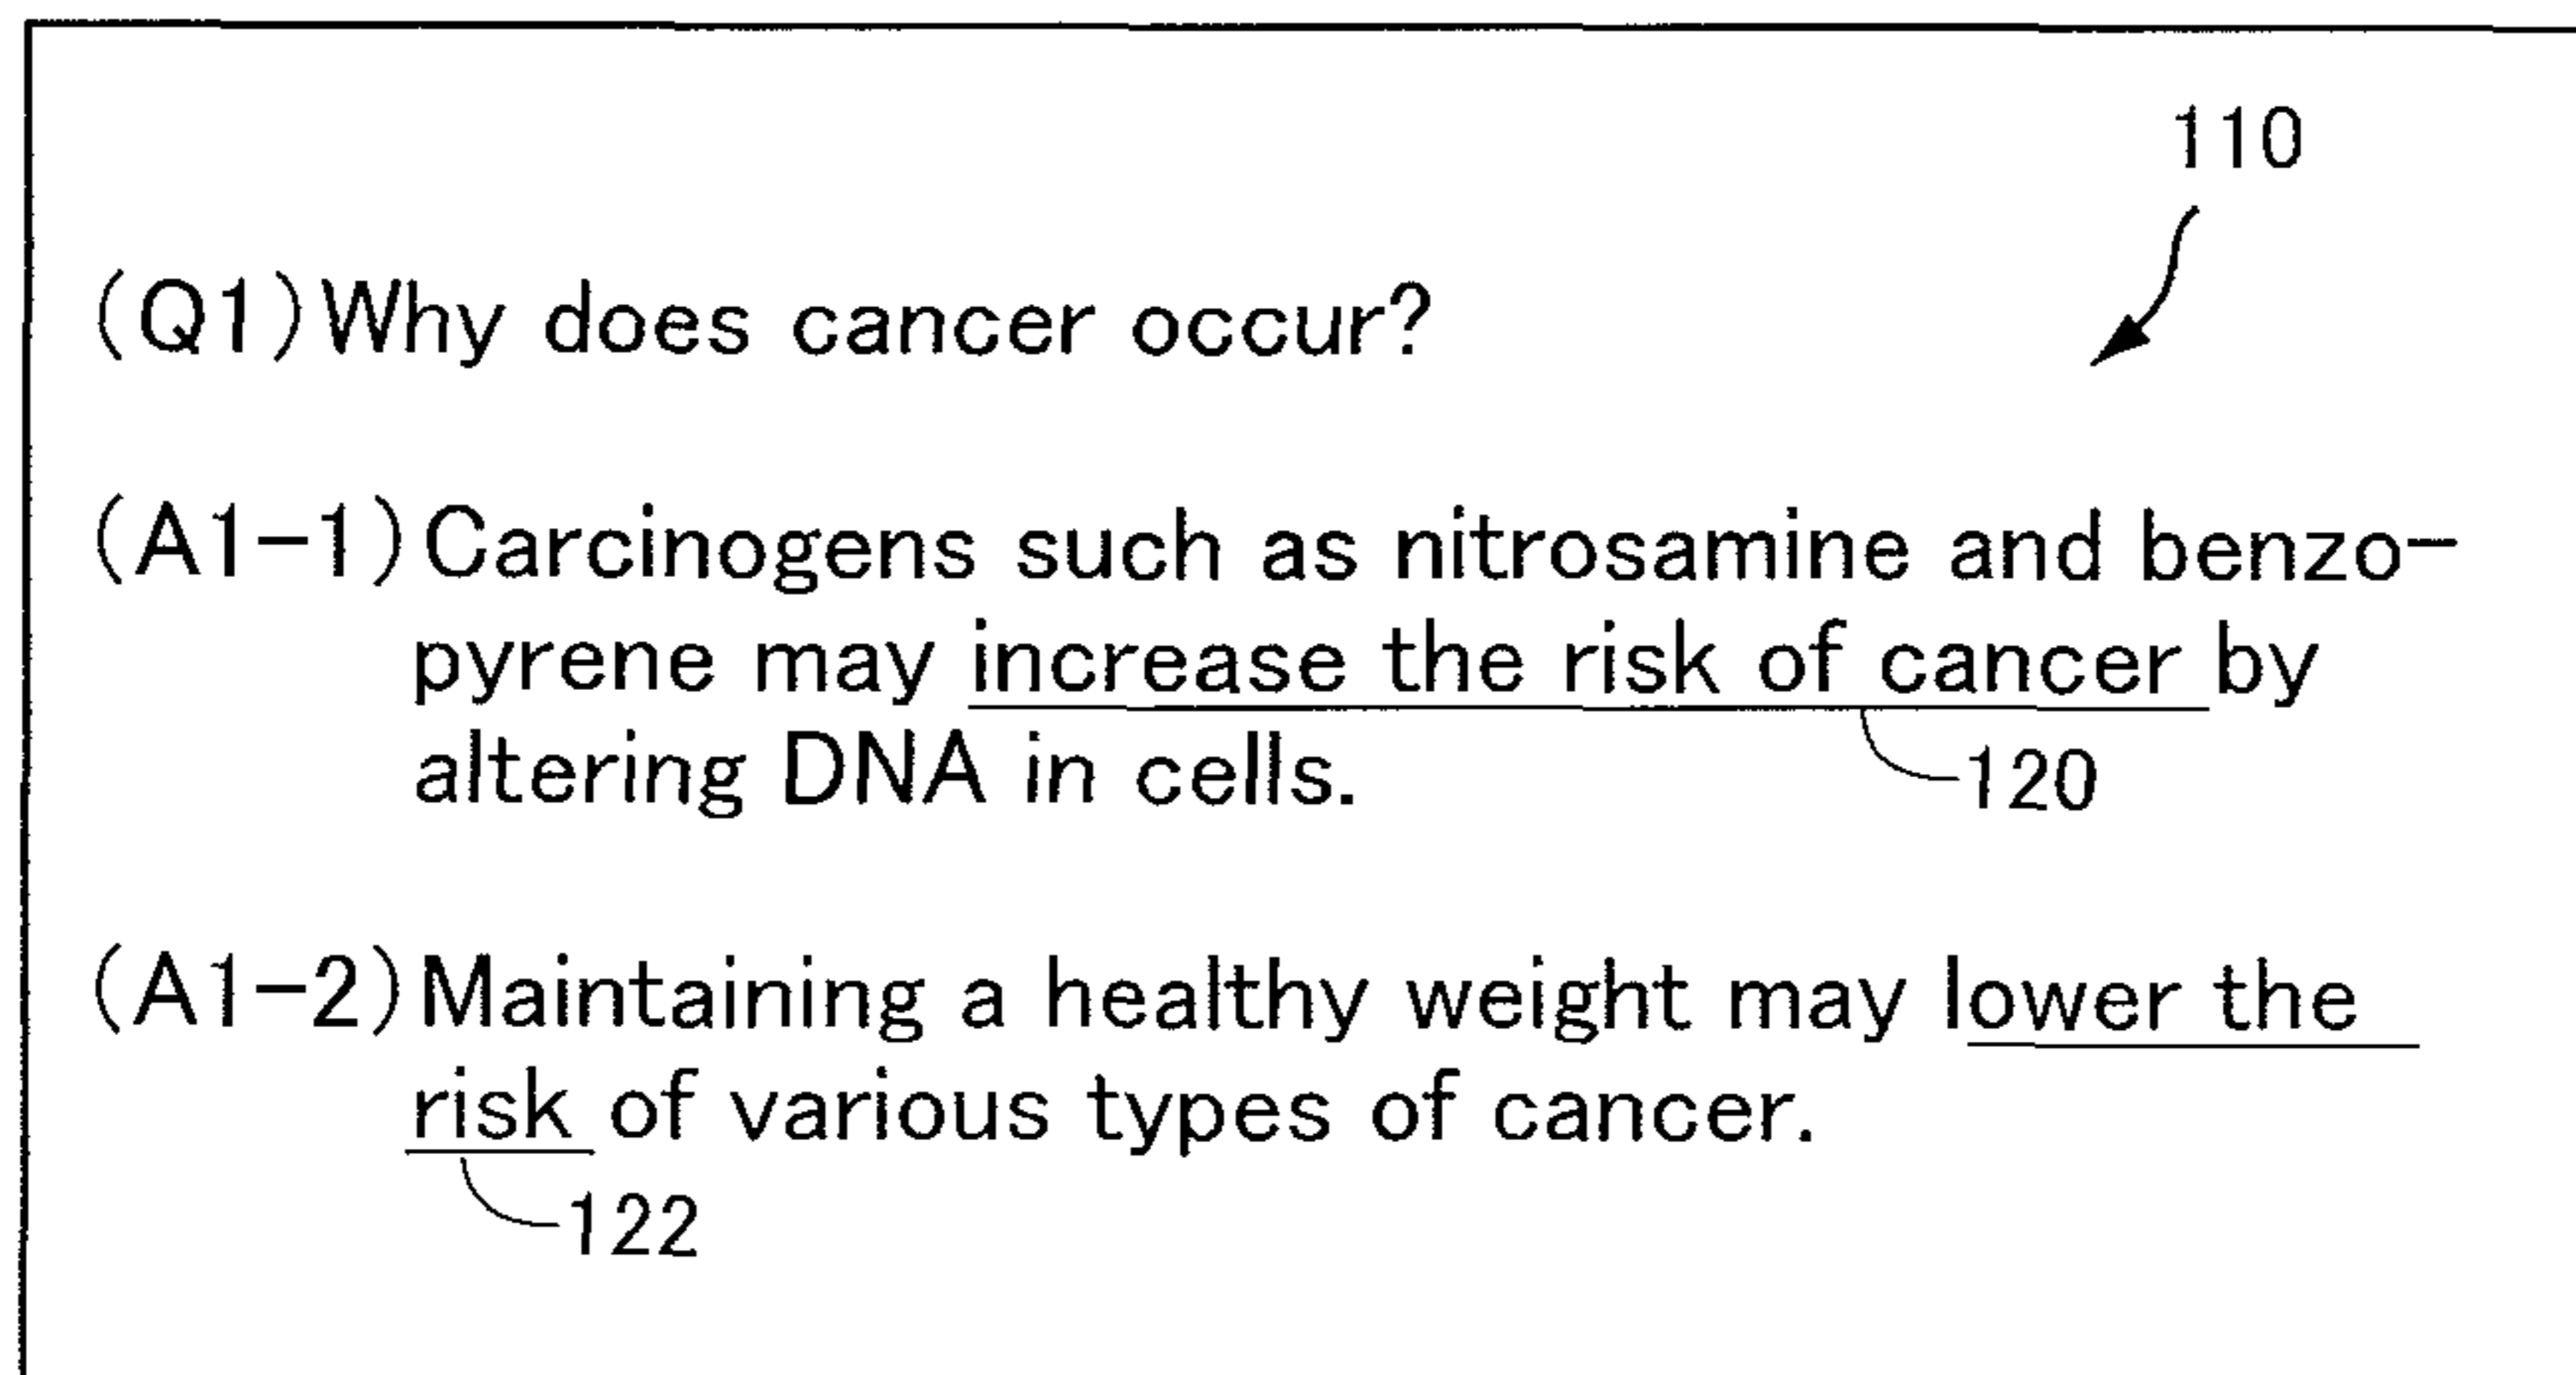 110
(Q1) Why does cancer occur?
(A1-1) Carcinogens such as nitrosamine and benzo-
pyrene may increase the risk of cancer by
altering DNA in cells.
120
(A1-2) Maintaining a healthy weight may lower the
risk of various types of cancer.
122